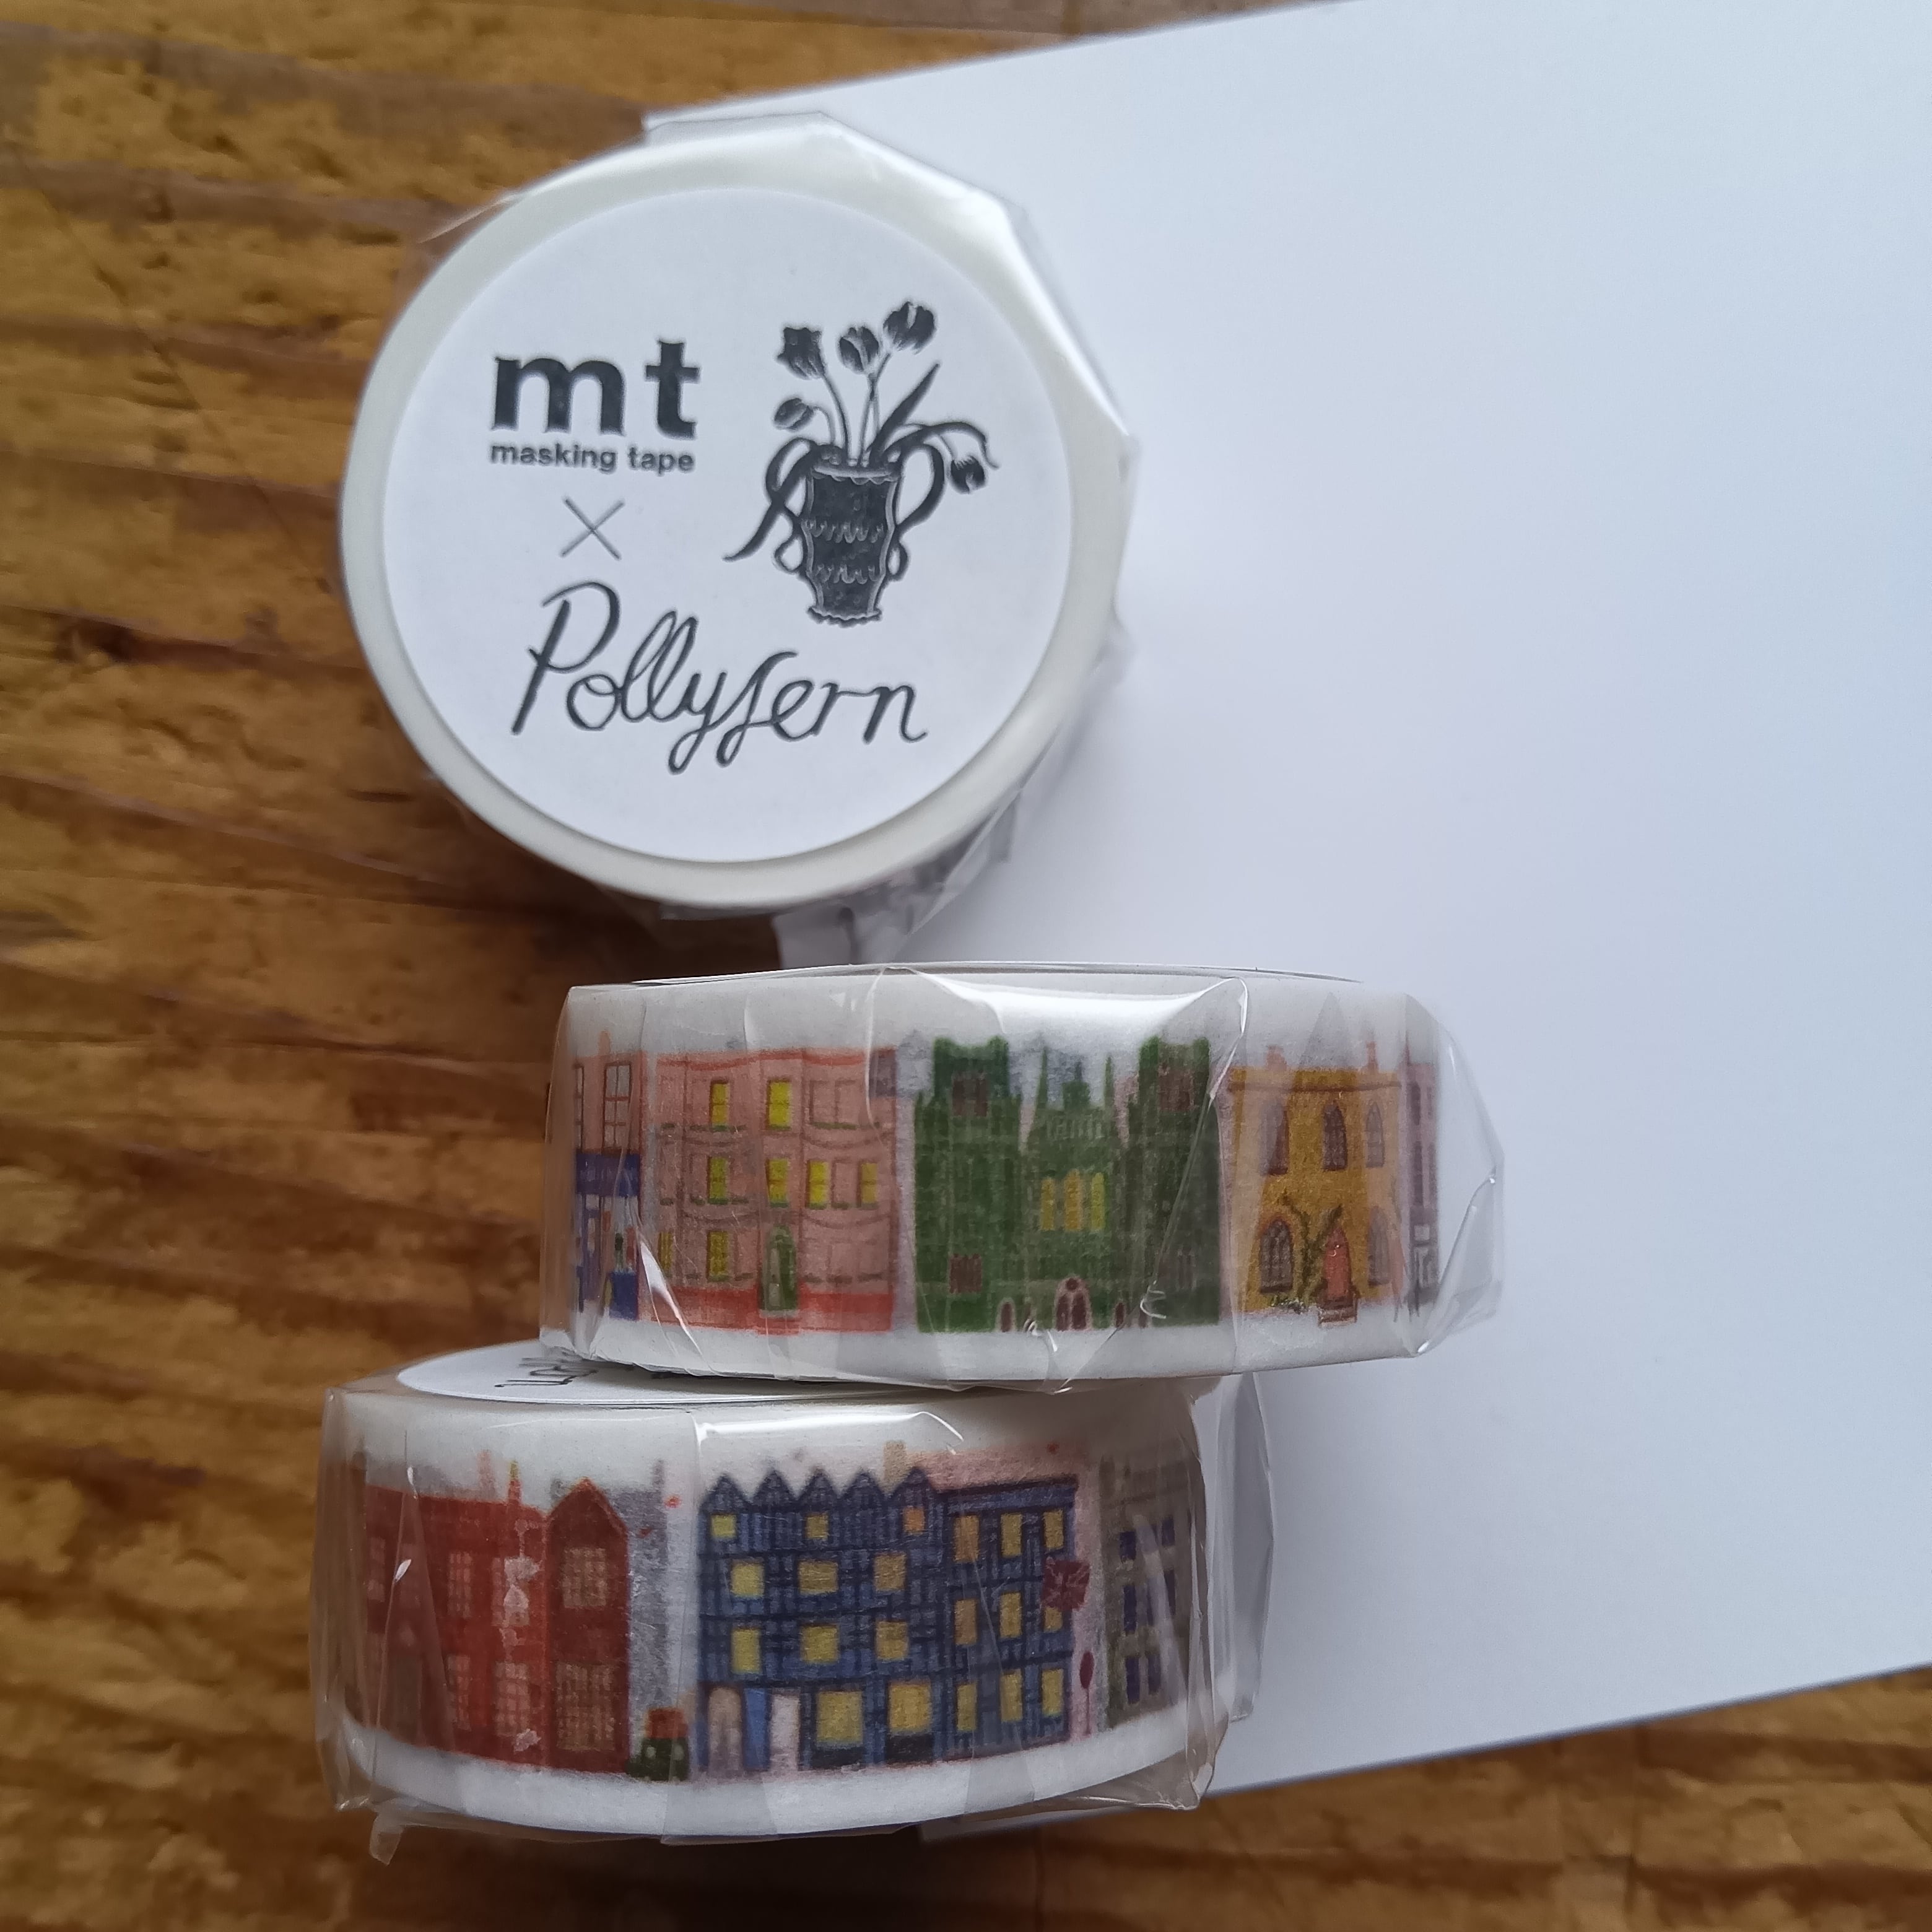 mt
masking tape
×
Pollyfern